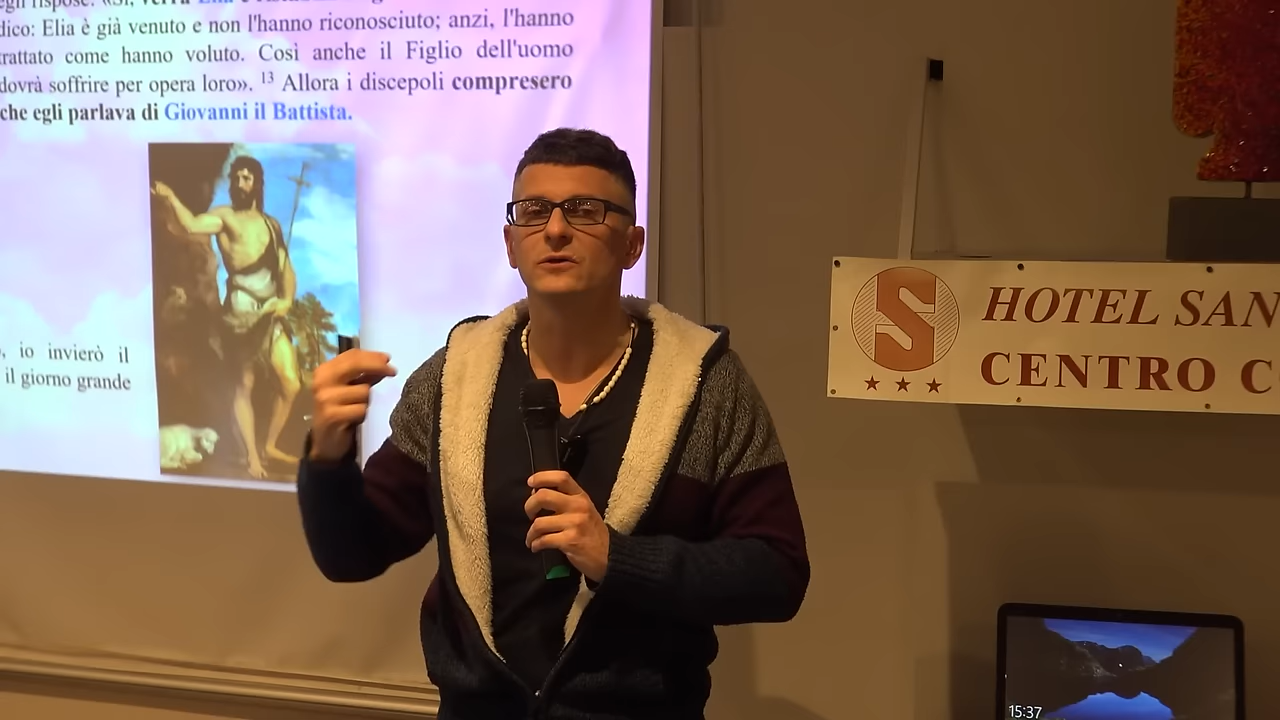 egli rispose: «Sì, verrà Elia
dico: Elia è già venuto e non l'hanno riconosciuto; anzi, l'hanno
trattato come hanno voluto. Così anche il Figlio dell'uomo
dovrà soffrire per opera loro». 13 Allora i discepoli compresero
che egli parlava di Giovanni il Battista.
, io invierò il
il giorno grande
S
HOTEL SAN
CENTRO C
15:37